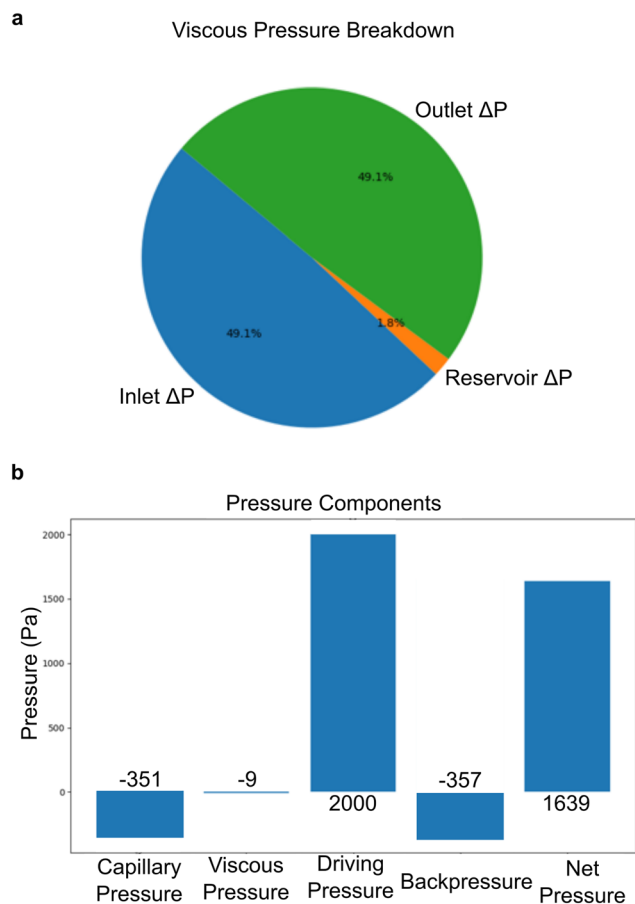 a
Viscous Pressure Breakdown
Outlet ΔP
49.1%
49.1%
1.8%
Reservoir ΔP
Inlet ΔP
b
Pressure Components
Pressure (Pa)
2000
1500
1000
500
0
-351
-9
2000
-357
1639
Capillary
Pressure
Viscous
Pressure
Driving
Pressure
Backpressure
Net
Pressure